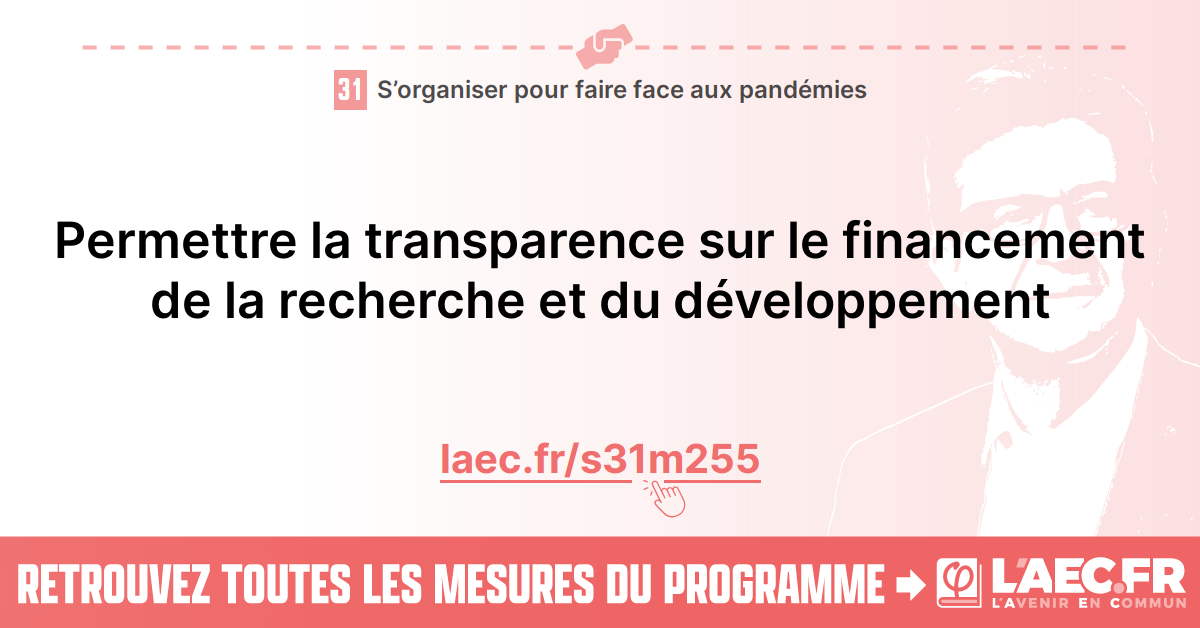 31 S’organiser pour faire face aux pandémies
Permettre la transparence sur le financement
de la recherche et du développement
laec.fr/s31m255
RETROUVEZ TOUTES LES MESURES DU PROGRAMME
φ L'AEC.FR
L'AVENIR EN COMMUN